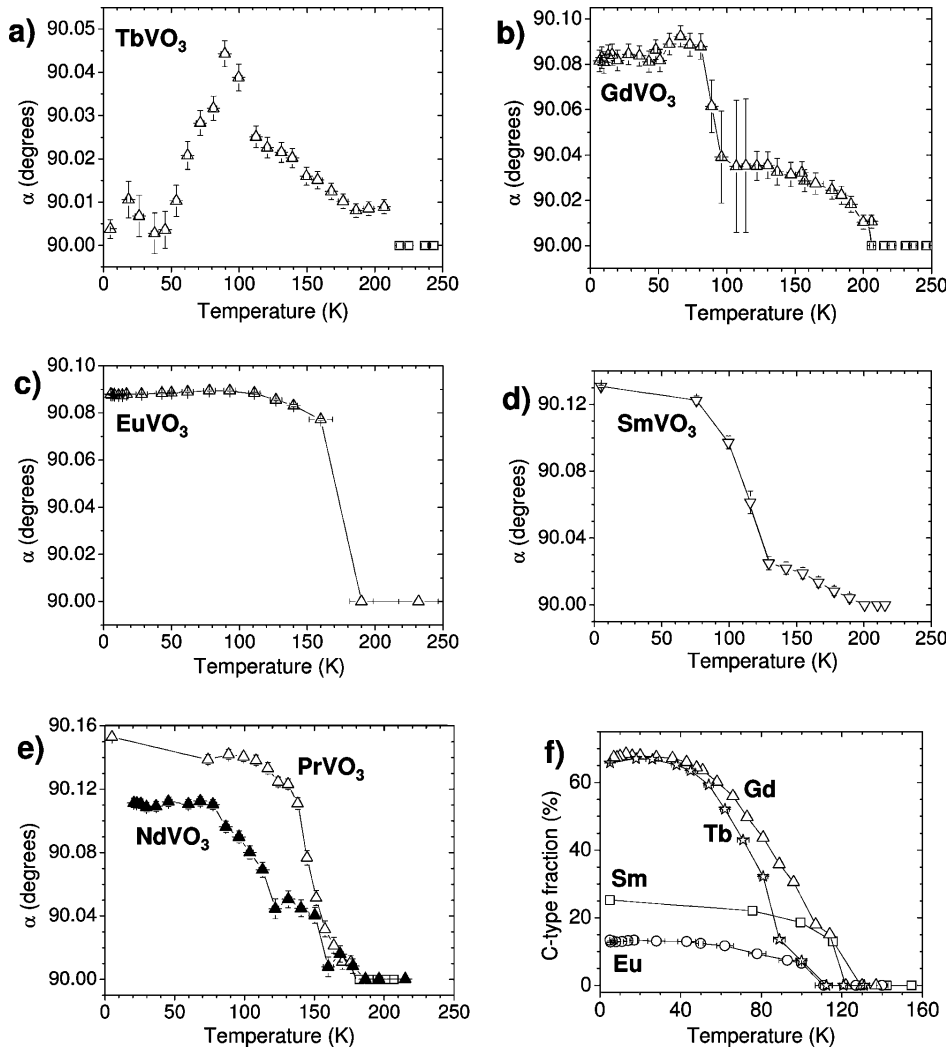 a)
TbVO3
90.05
90.04
90.03
90.02
90.01
90.00
α (degrees)
0 50 100 150 200 250
Temperature (K)
b)
GdVO3
90.10
90.08
90.06
90.04
90.02
90.00
α (degrees)
0 50 100 150 200 250
Temperature (K)
c)
EuVO3
90.10
90.08
90.06
90.04
90.02
90.00
α (degrees)
0 50 100 150 200 250
Temperature (K)
d)
SmVO3
90.12
90.08
90.04
90.00
α (degrees)
0 50 100 150 200 250
Temperature (K)
e)
PrVO3
NdVO3
90.16
90.12
90.08
90.04
90.00
α (degrees)
0 50 100 150 200 250
Temperature (K)
f)
Gd
Tb
Sm
Eu
60
40
20
0
C-type fraction (%)
0 40 80 120 160
Temperature (K)